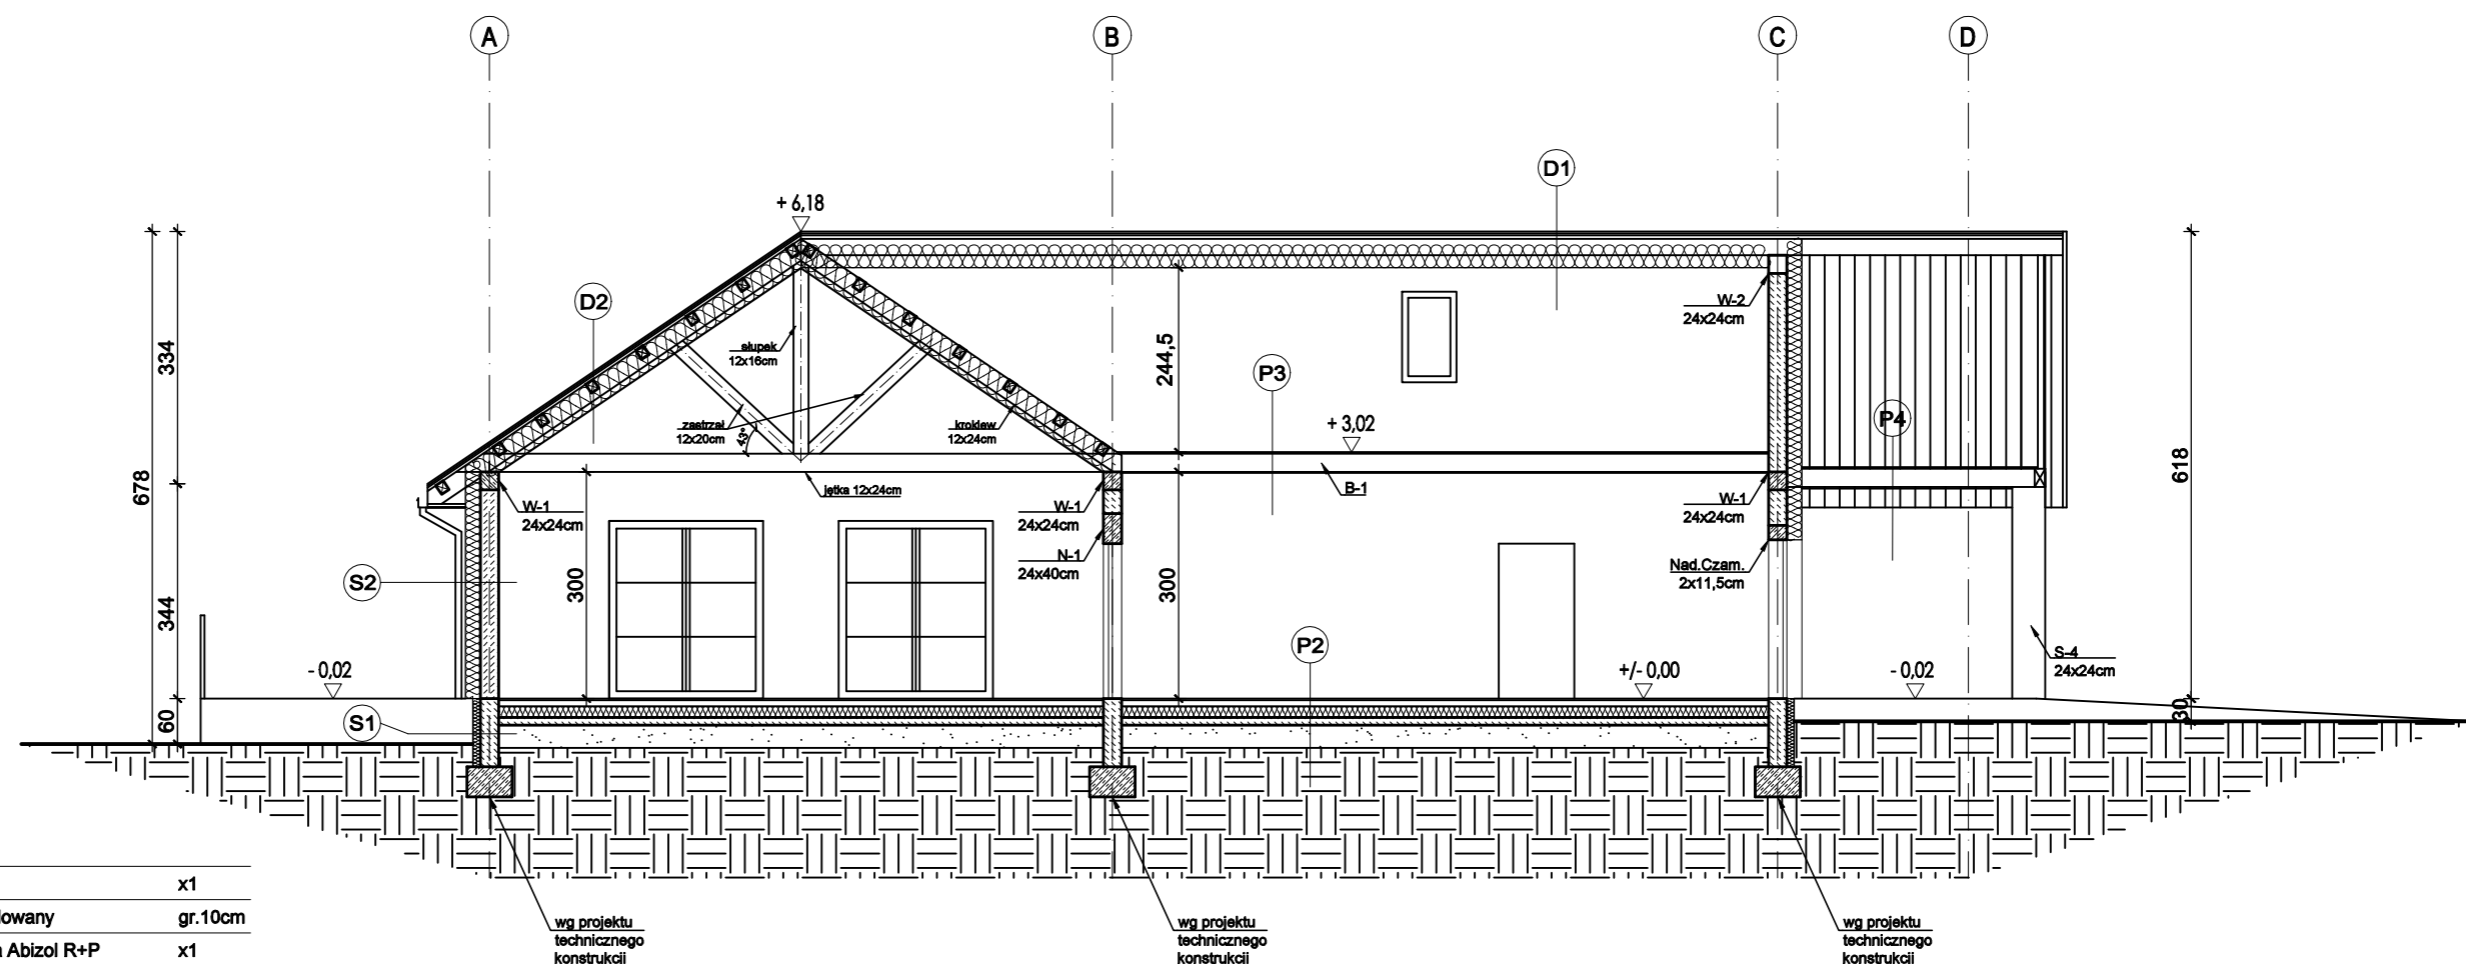 A
B
C
D
D1
+ 6,18
D2
W-2
24x24cm
słupek
12x16cm
334
244,5
P3
P4
zastrzał
12x20cm
43°
krokiew
12x24cm
+ 3,02
678
618
jętka 12x24cm
B-1
W-1
24x24cm
W-1
24x24cm
W-1
24x24cm
N-1
24x40cm
Nad.Czam.
2x11,5cm
S2
300
300
344
P2
- 0,02
+/- 0,00
- 0,02
S-4
24x24cm
S1
60
30
x1
lowany gr.10cm
a Abizol R+P x1
wg projektu
technicznego
konstrukcji
wg projektu
technicznego
konstrukcji
wg projektu
technicznego
konstrukcji